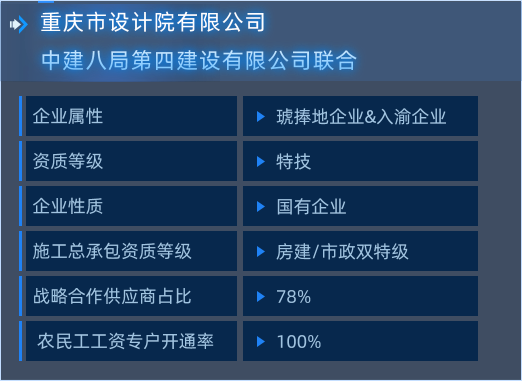 重庆市设计院有限公司
中建八局第四建设有限公司联合
企业属性 琥捧地企业&入渝企业
资质等级 特技
企业性质 国有企业
施工总承包资质等级 房建/市政双特级
战略合作供应商占比 78%
农民工工资专户开通率 100%